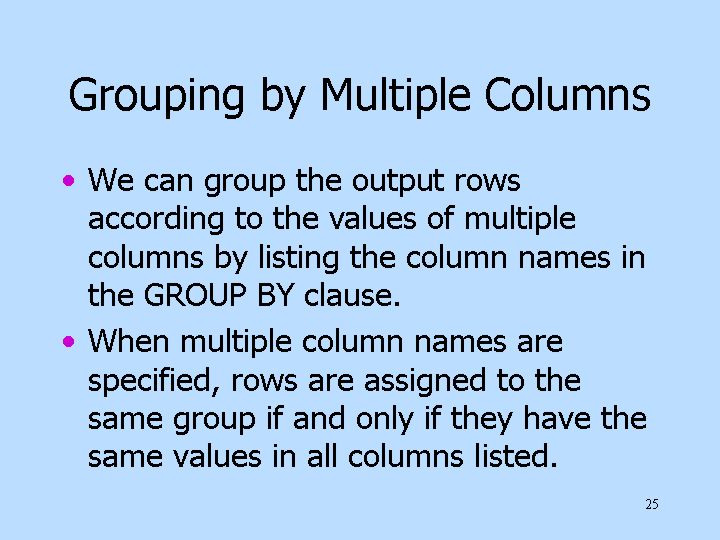 Grouping by Multiple Columns
• We can group the output rows
according to the values of multiple
columns by listing the column names in
the GROUP BY clause.
• When multiple column names are
specified, rows are assigned to the
same group if and only if they have the
same values in all columns listed.
25